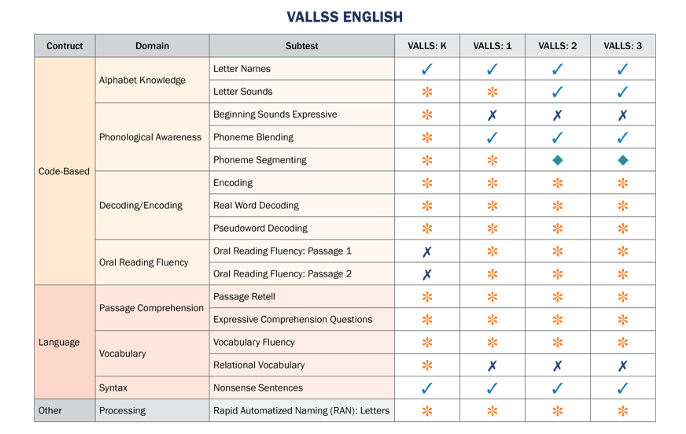 VALLSS ENGLISH
Contruct Domain Subtest VALLS: K VALLS: 1 VALLS: 2 VALLS: 3
Code-Based
Alphabet Knowledge
Letter Names ✓ ✓ ✓ ✓
Letter Sounds ✻ ✻ ✓ ✓
Phonological Awareness
Beginning Sounds Expressive ✻ ✗ ✗ ✗
Phoneme Blending ✻ ✓ ✓ ✓
Phoneme Segmenting ✻ ✻ ◆ ◆
Decoding/Encoding
Encoding ✻ ✻ ✻ ✻
Real Word Decoding ✻ ✻ ✻ ✻
Pseudoword Decoding ✻ ✻ ✻ ✻
Oral Reading Fluency
Oral Reading Fluency: Passage 1 ✗ ✻ ✻ ✻
Oral Reading Fluency: Passage 2 ✗ ✻ ✻ ✻
Language
Passage Comprehension
Passage Retell ✻ ✻ ✻ ✻
Expressive Comprehension Questions ✻ ✻ ✻ ✻
Vocabulary
Vocabulary Fluency ✻ ✻ ✻ ✻
Relational Vocabulary ✻ ✗ ✗ ✗
Syntax
Nonsense Sentences ✓ ✓ ✓ ✓
Other
Processing
Rapid Automatized Naming (RAN): Letters ✻ ✻ ✻ ✻